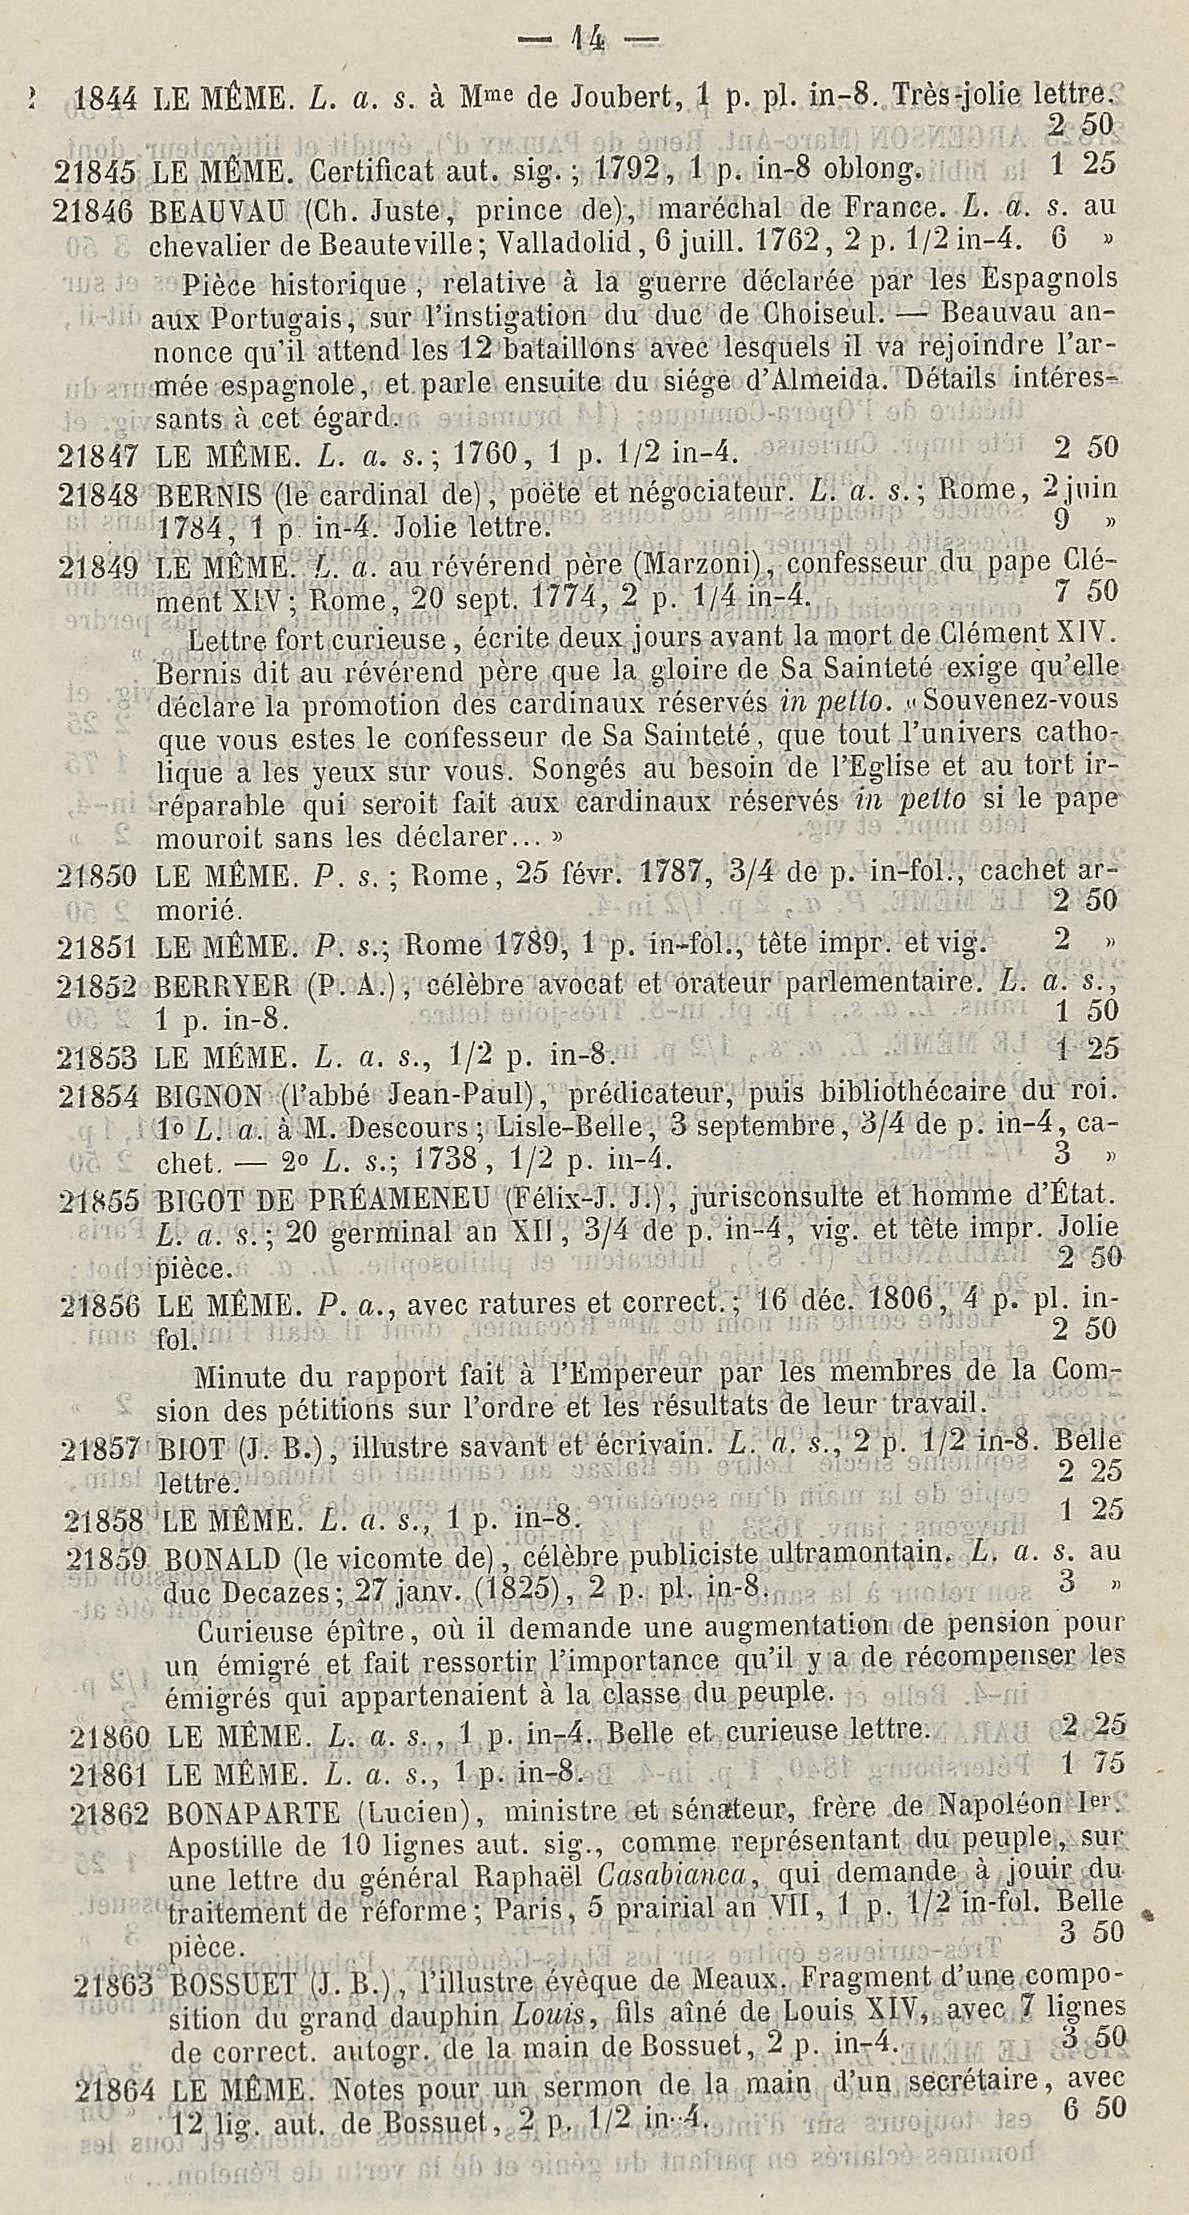 — 14 —
1844 LE MÊME. L. a. s. à Mme de Joubert, 1 p. pl. in-8. Très-jolie lettre.
2 50
21845 LE MÊME. Certificat aut. sig.; 1792, 1 p. in-8 oblong. 1 25
21846 BEAUVAU (Ch. Juste, prince de), maréchal de France. L. a. s. au
chevalier de Beauteville; Valladolid, 6 juill. 1762, 2 p. 1/2 in-4. 6 »
Pièce historique, relative à la guerre déclarée par les Espagnols
aux Portugais, sur l'instigation du duc de Choiseul. — Beauvau an-
nonce qu'il attend les 12 bataillons avec lesquels il va rejoindre l'ar-
mée espagnole, et parle ensuite du siége d'Almeida. Détails intéres-
sants à cet égard.
21847 LE MÊME. L. a. s.; 1760, 1 p. 1/2 in-4. 2 50
21848 BERNIS (le cardinal de), poëte et négociateur. L. a. s.; Rome, 2 juin
1784, 1 p. in-4. Jolie lettre. 9 »
21849 LE MÊME. L. a. au révérend père (Marzoni), confesseur du pape Clé-
ment XIV; Rome, 20 sept. 1774, 2 p. 1/4 in-4. 7 50
Lettre fort curieuse, écrite deux jours avant la mort de Clément XIV.
Bernis dit au révérend père que la gloire de Sa Sainteté exige qu'elle
déclare la promotion des cardinaux réservés in petto. «Souvenez-vous
que vous estes le confesseur de Sa Sainteté, que tout l'univers catho-
lique a les yeux sur vous. Songés au besoin de l'Eglise et au tort ir-
réparable qui seroit fait aux cardinaux réservés in petto si le pape
mouroit sans les déclarer... »
21850 LE MÊME. P. s.; Rome, 25 févr. 1787, 3/4 de p. in-fol., cachet ar-
morié. 2 50
21851 LE MÊME. P. s.; Rome 1789, 1 p. in-fol., tête impr. et vig. 2 »
21852 BERRYER (P. A.), célèbre avocat et orateur parlementaire. L. a. s.,
1 p. in-8. 1 50
21853 LE MÊME. L. a. s., 1/2 p. in-8. 1 25
21854 BIGNON (l'abbé Jean-Paul), prédicateur, puis bibliothécaire du roi.
1o L. a. à M. Descours; Lisle-Belle, 3 septembre, 3/4 de p. in-4, ca-
chet. — 2o L. s.; 1738, 1/2 p. in-4. 3 »
21855 BIGOT DE PRÉAMENEU (Félix-J. J.), jurisconsulte et homme d'État.
L. a. s.; 20 germinal an XII, 3/4 de p. in-4, vig. et tête impr. Jolie
pièce. 2 50
21856 LE MÊME. P. a., avec ratures et correct.; 16 déc. 1806, 4 p. pl. in-
fol. 2 50
Minute du rapport fait à l'Empereur par les membres de la Com-
sion des pétitions sur l'ordre et les résultats de leur travail.
21857 BIOT (J. B.), illustre savant et écrivain. L. a. s., 2 p. 1/2 in-8. Belle
lettre. 2 25
21858 LE MÊME. L. a. s., 1 p. in-8. 1 25
21859 BONALD (le vicomte de), célèbre publiciste ultramontain. L. a. s. au
duc Decazes; 27 janv. (1825), 2 p. pl. in-8. 3 »
Curieuse épître, où il demande une augmentation de pension pour
un émigré et fait ressortir l'importance qu'il y a de récompenser les
émigrés qui appartenaient à la classe du peuple.
21860 LE MÊME. L. a. s., 1 p. in-4. Belle et curieuse lettre. 2 25
21861 LE MÊME. L. a. s., 1 p. in-8. 1 75
21862 BONAPARTE (Lucien), ministre et sénateur, frère de Napoléon Ier.
Apostille de 10 lignes aut. sig., comme représentant du peuple, sur
une lettre du général Raphaël Casabianca, qui demande à jouir du
traitement de réforme; Paris, 5 prairial an VII, 1 p. 1/2 in-fol. Belle
pièce. 3 50
21863 BOSSUET (J. B.), l'illustre évèque de Meaux. Fragment d'une compo-
sition du grand dauphin Louis, fils aîné de Louis XIV, avec 7 lignes
de correct. autogr. de la main de Bossuet, 2 p. in-4. 3 50
21864 LE MÊME. Notes pour un sermon de la main d'un secrétaire, avec
12 lig. aut. de Bossuet, 2 p. 1/2 in-4. 6 50